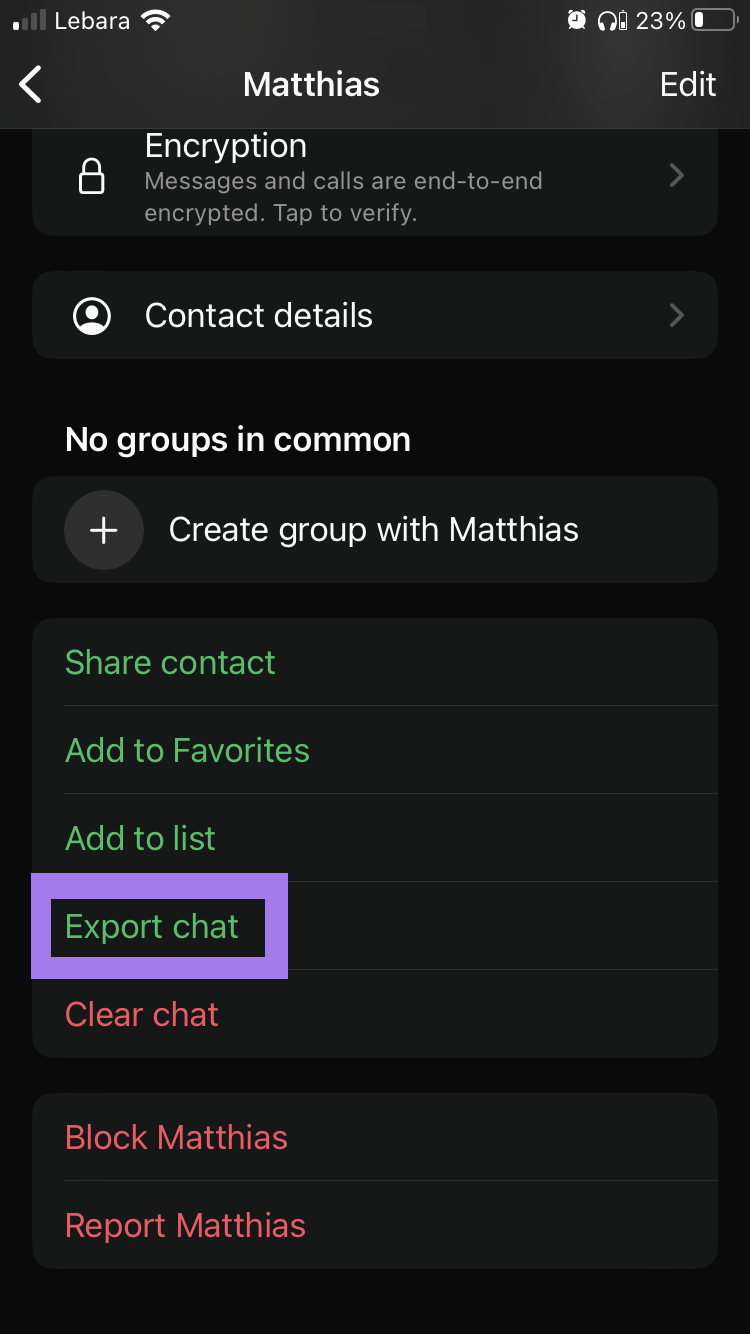 Lebara 23%
Matthias Edit
Encryption
Messages and calls are end-to-end
encrypted. Tap to verify.
Contact details
No groups in common
Create group with Matthias
Share contact
Add to Favorites
Add to list
Export chat
Clear chat
Block Matthias
Report Matthias